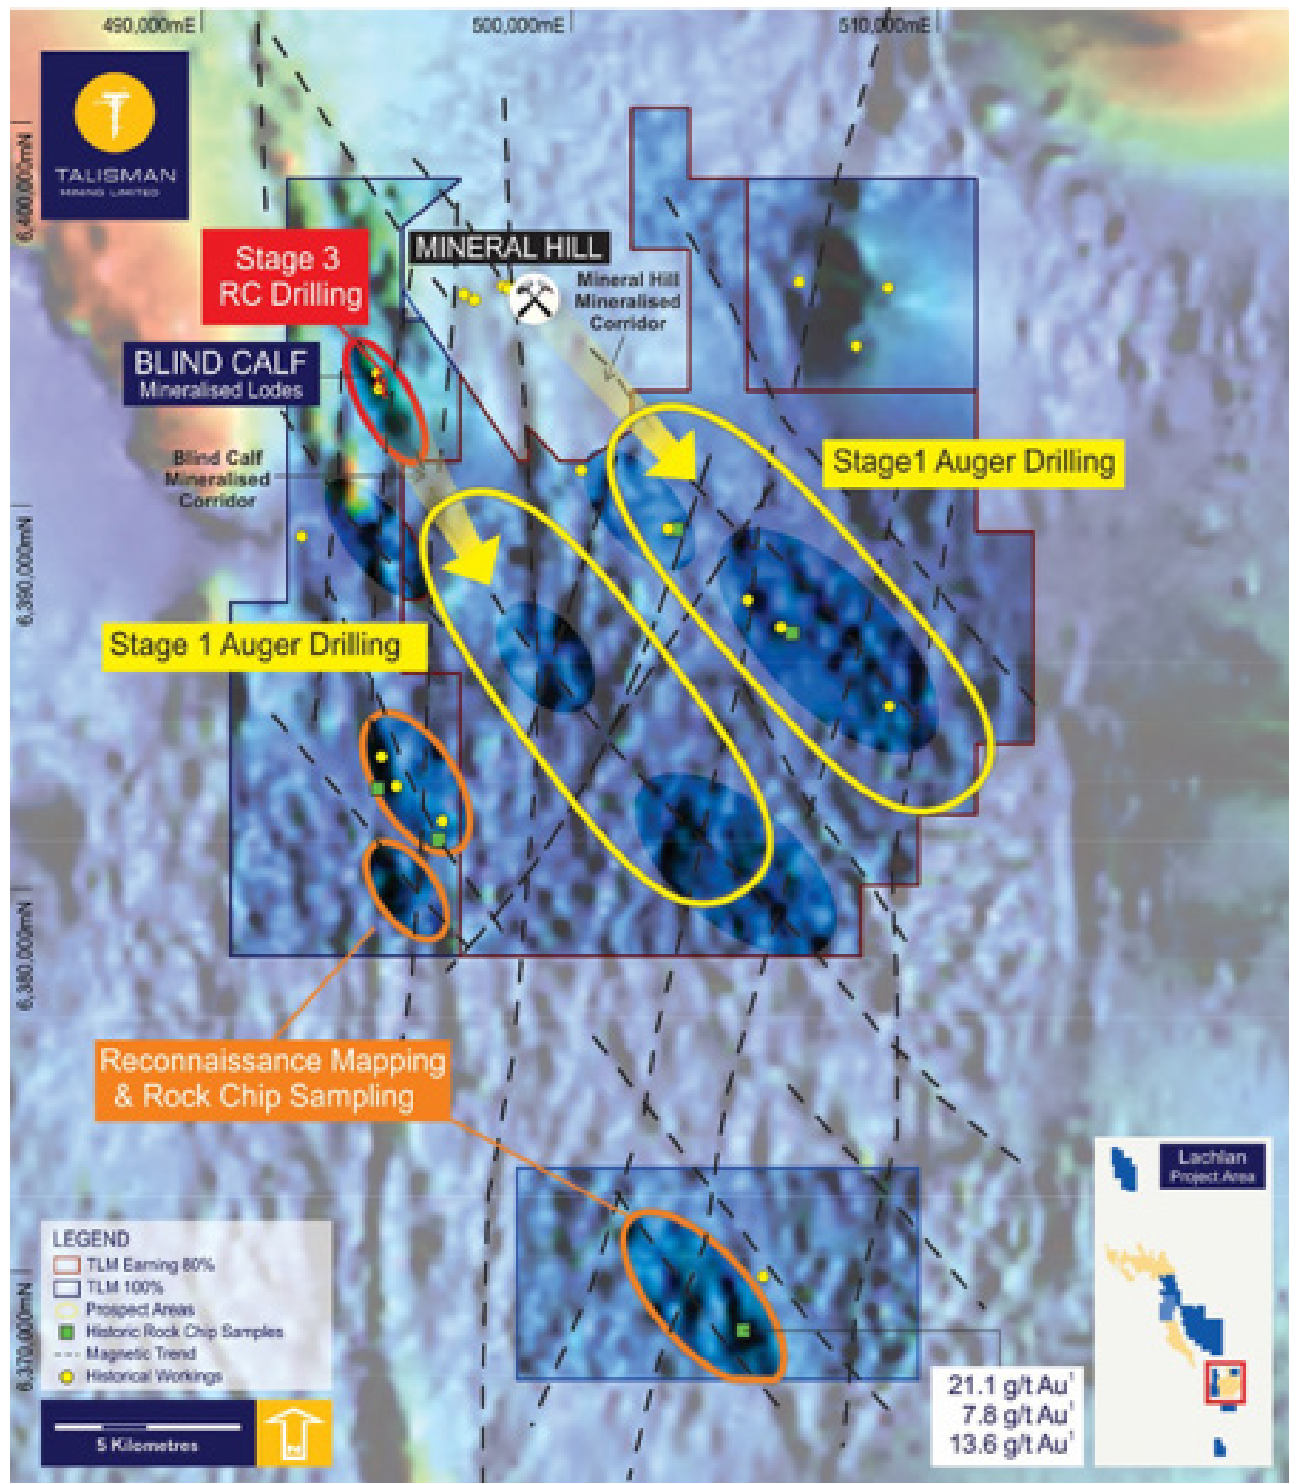 490,000mE
500,000mE
510,000mE
TALISMAN
MINING LIMITED
6,400,000mN
MINERAL HILL
Stage 3
RC Drilling
Mineral Hill
Mineralised
Corridor
BLIND CALF
Mineralised Lodes
Blind Calf
Mineralised
Corridor
Stage1 Auger Drilling
6,390,000mN
Stage 1 Auger Drilling
6,380,000mN
Reconnaissance Mapping
& Rock Chip Sampling
Lachlan
Project Area
LEGEND
TLM Earning 80%
TLM 100%
Prospect Areas
Historic Rock Chip Samples
Magnetic Trend
Historical Workings
6,370,000mN
21.1 g/t Au¹
7.8 g/t Au¹
13.6 g/t Au¹
5 Kilometres